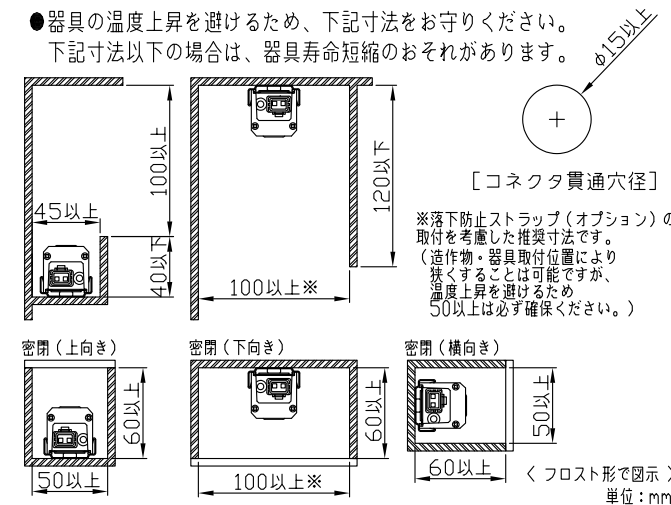 ●器具の温度上昇を避けるため、下記寸法をお守りください。
下記寸法以下の場合は、器具寿命短縮のおそれがあります。
φ15以上
[コネクタ貫通穴径]
100以上
45以上
40以下
120以下
100以上※
※落下防止ストラップ(オプション)の
取付を考慮した推奨寸法です。
(造作物・器具取付位置により
狭くすることは可能ですが、
温度上昇を避けるため
50以上は必ず確保ください。)
密閉(上向き)
60以上
50以上
密閉(下向き)
60以上
100以上※
密閉(横向き)
50以上
60以上
〈 フロスト形で図示 〉
単位:mm